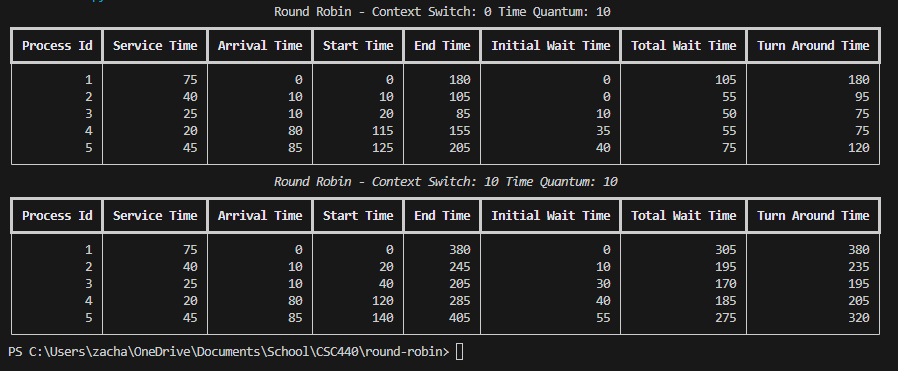 Round Robin - Context Switch: 0 Time Quantum: 10
Process Id Service Time Arrival Time Start Time End Time Initial Wait Time Total Wait Time Turn Around Time
1 75 0 0 180 0 105 180
2 40 10 10 105 0 55 95
3 25 10 20 85 10 50 75
4 20 80 115 155 35 55 75
5 45 85 125 205 40 75 120
Round Robin - Context Switch: 10 Time Quantum: 10
Process Id Service Time Arrival Time Start Time End Time Initial Wait Time Total Wait Time Turn Around Time
1 75 0 0 380 0 305 380
2 40 10 20 245 10 195 235
3 25 10 40 205 30 170 195
4 20 80 120 285 40 185 205
5 45 85 140 405 55 275 320
PS C:\Users\zacha\OneDrive\Documents\School\CSC440\round-robin>